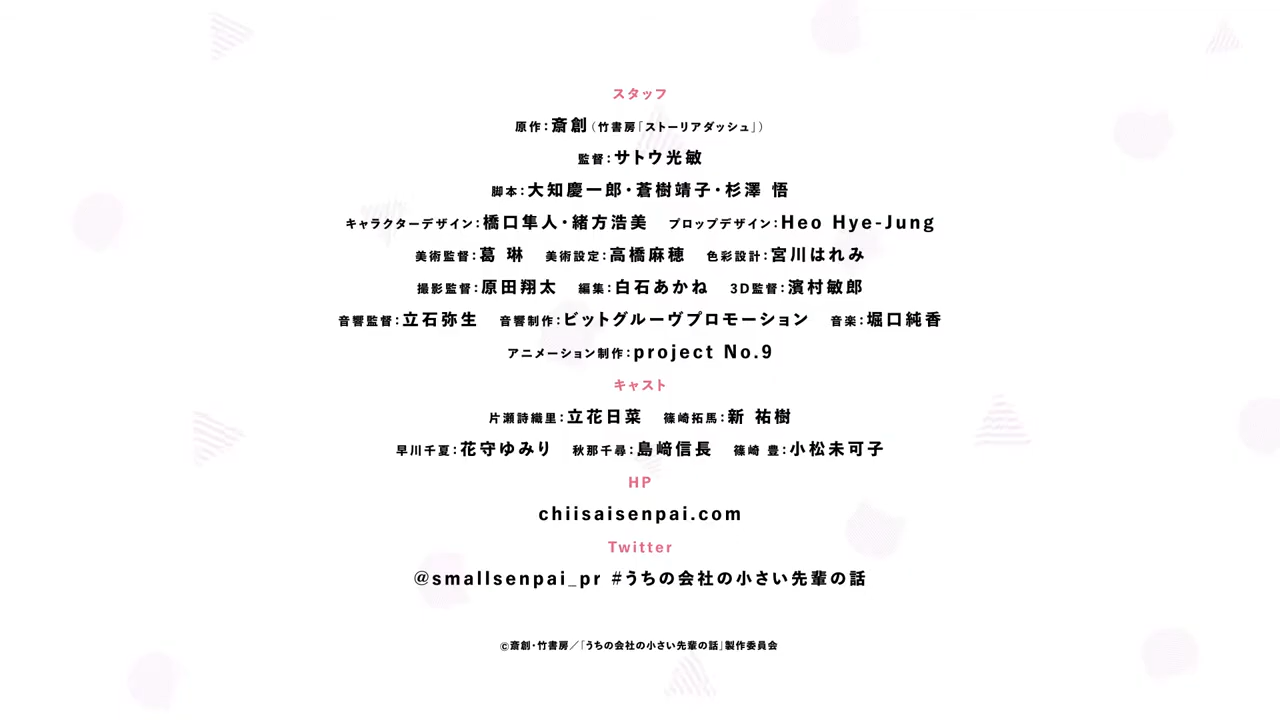 スタッフ
原作:斎創(竹書房「ストーリアダッシュ」)
監督:サトウ光敏
脚本:大知慶一郎・蒼樹靖子・杉澤 悟
キャラクターデザイン:橋口隼人・緒方浩美 プロップデザイン:Heo Hye-Jung
美術監督:葛 琳 美術設定:高橋麻穂 色彩設計:宮川はれみ
撮影監督:原田翔太 編集:白石あかね 3D監督:濱村敏郎
音響監督:立石弥生 音響制作:ビットグルーヴプロモーション 音楽:堀口純香
アニメーション制作:project No.9
キャスト
片瀬詩織里:立花日菜 篠崎拓馬:新 祐樹
早川千夏:花守ゆみり 秋那千尋:島﨑信長 篠崎 豊:小松未可子
HP
chiisaisenpai.com
Twitter
@smallsenpai_pr #うちの会社の小さい先輩の話
©斎創・竹書房/「うちの会社の小さい先輩の話」製作委員会